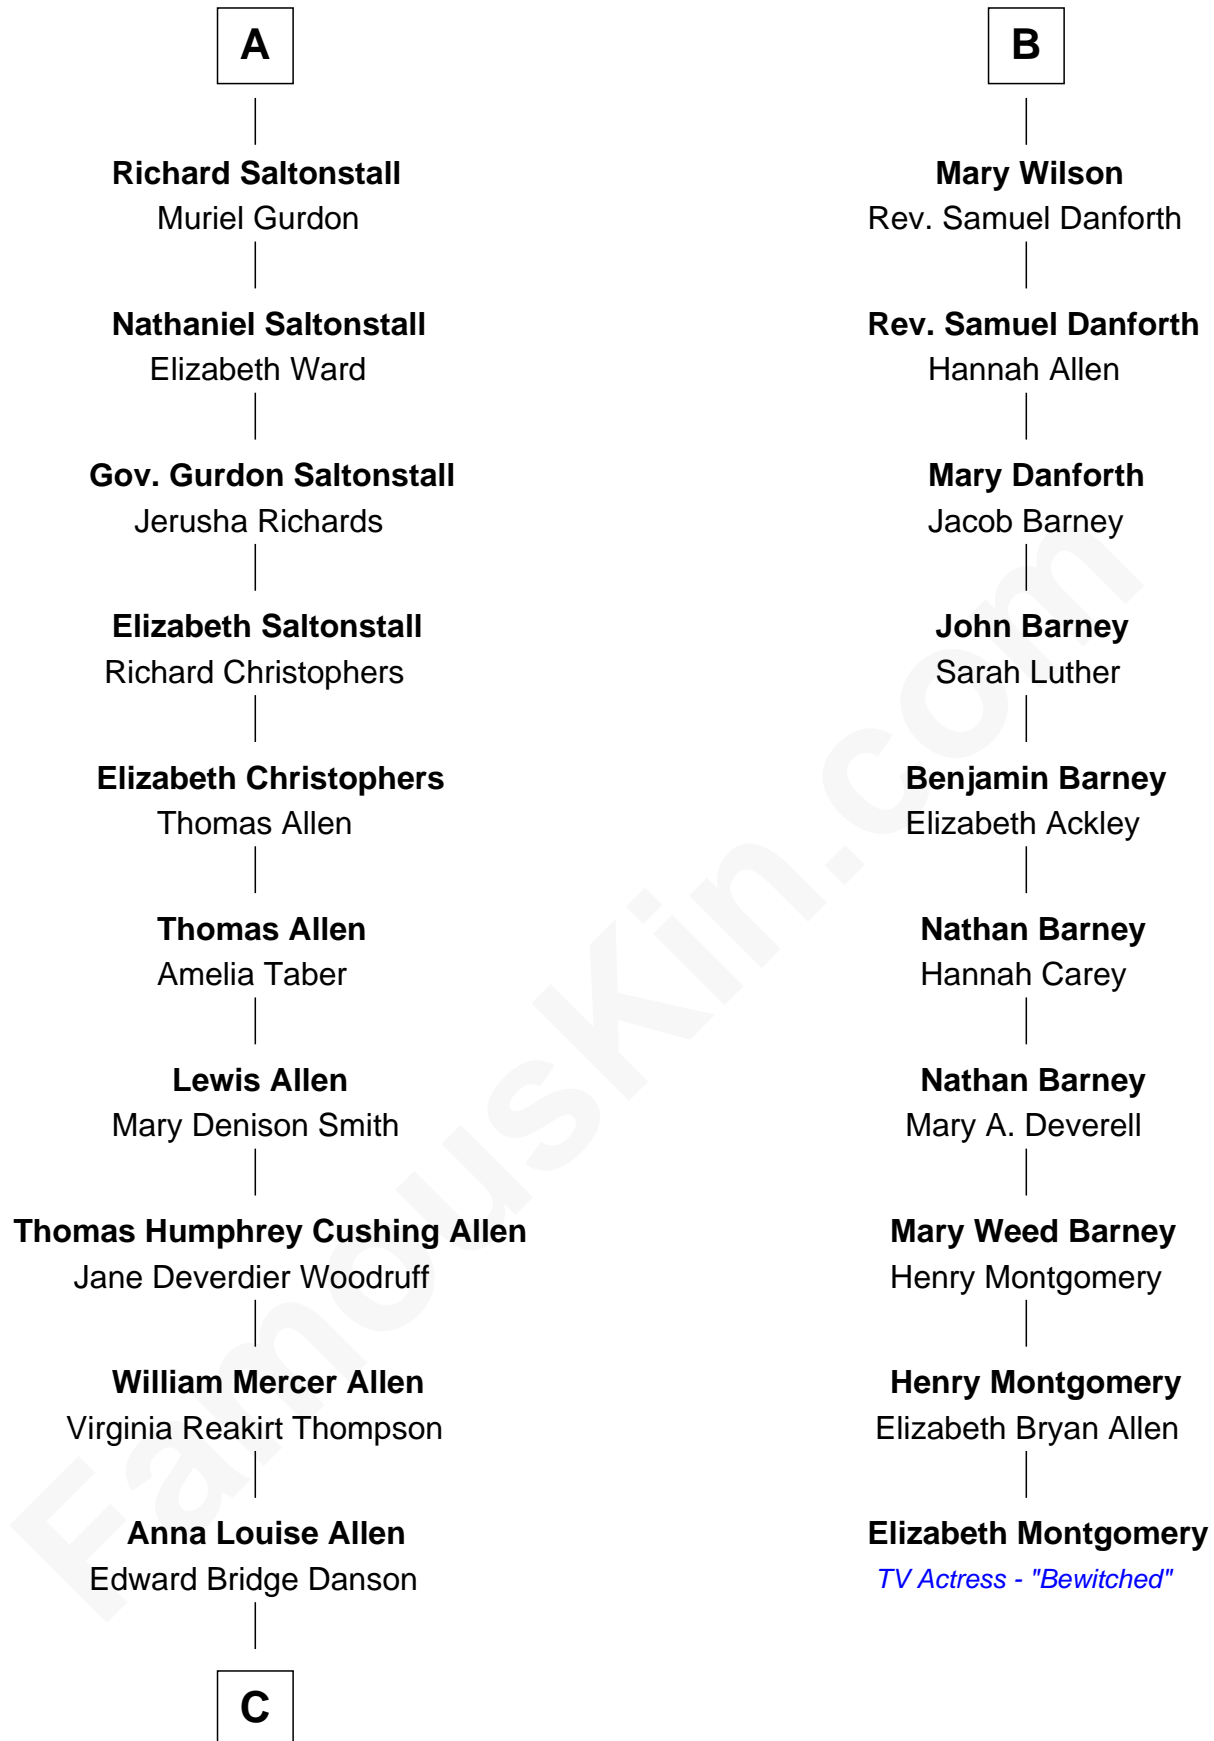 A
Richard Saltonstall
Muriel Gurdon
Nathaniel Saltonstall
Elizabeth Ward
Gov. Gurdon Saltonstall
Jerusha Richards
Elizabeth Saltonstall
Richard Christophers
Elizabeth Christophers
Thomas Allen
Thomas Allen
Amelia Taber
Lewis Allen
Mary Denison Smith
Thomas Humphrey Cushing Allen
Jane Deverdier Woodruff
William Mercer Allen
Virginia Reakirt Thompson
Anna Louise Allen
Edward Bridge Danson
C
B
Mary Wilson
Rev. Samuel Danforth
Rev. Samuel Danforth
Hannah Allen
Mary Danforth
Jacob Barney
John Barney
Sarah Luther
Benjamin Barney
Elizabeth Ackley
Nathan Barney
Hannah Carey
Nathan Barney
Mary A. Deverell
Mary Weed Barney
Henry Montgomery
Henry Montgomery
Elizabeth Bryan Allen
Elizabeth Montgomery
TV Actress - "Bewitched"
FamousKin.com